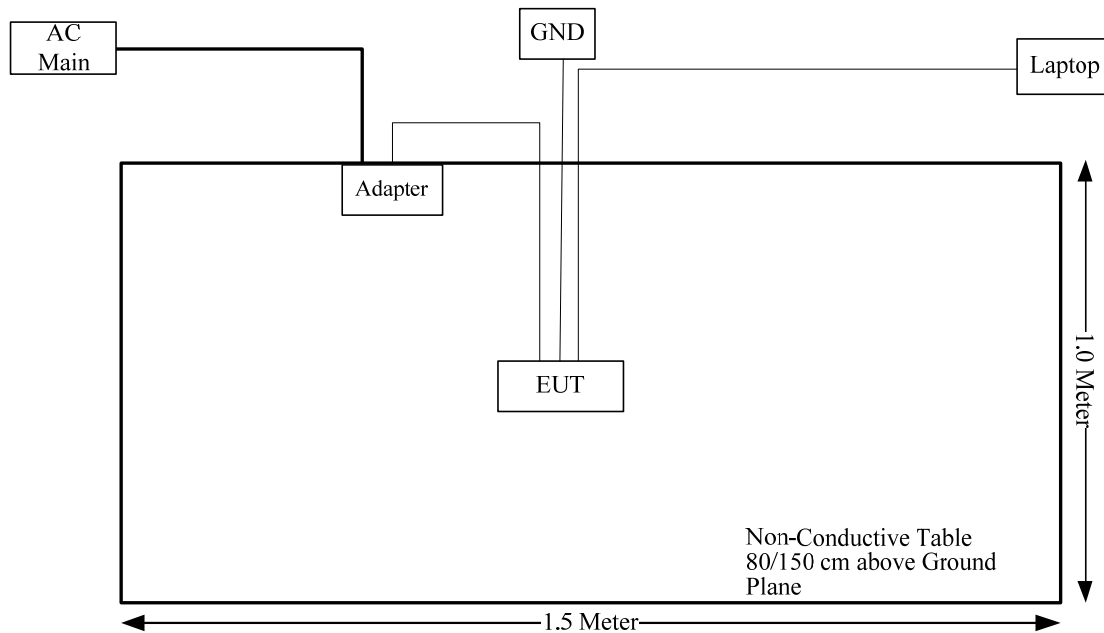 AC
Main
GND
Laptop
Adapter
EUT
1.0 Meter
Non-Conductive Table
80/150 cm above Ground
Plane
1.5 Meter